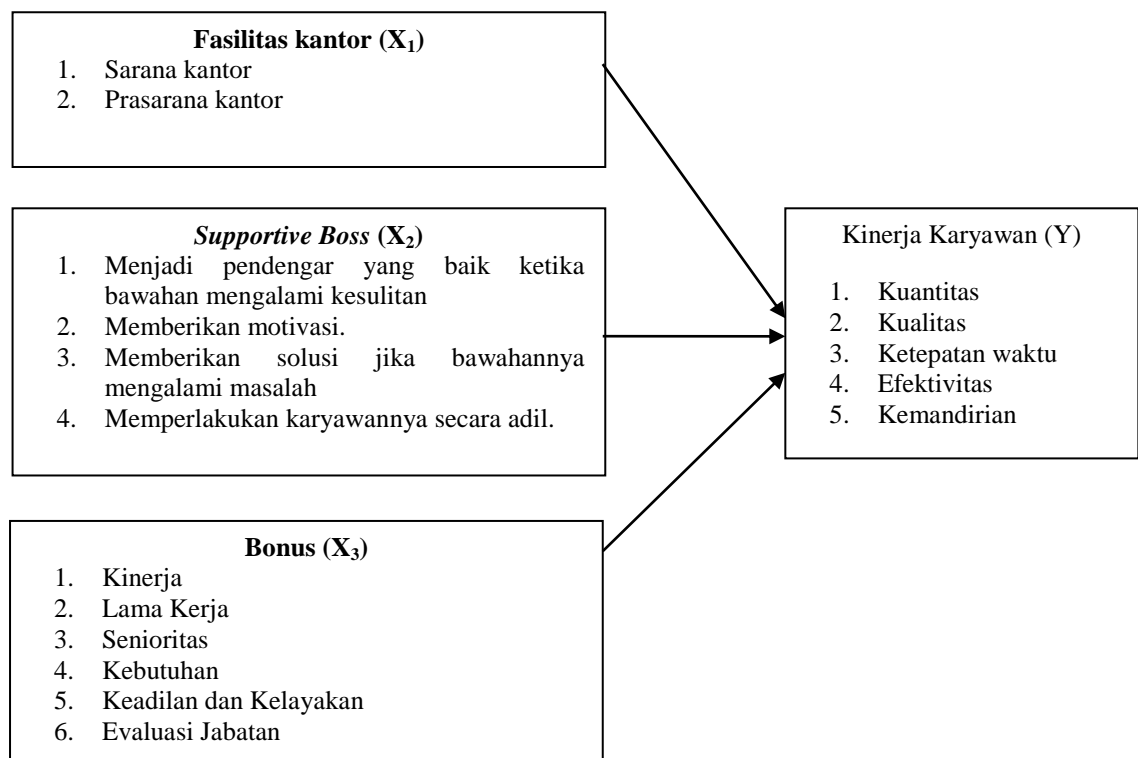 Fasilitas kantor (X₁)
1. Sarana kantor
2. Prasarana kantor
Supportive Boss (X₂)
1. Menjadi pendengar yang baik ketika
bawahan mengalami kesulitan
2. Memberikan motivasi.
3. Memberikan solusi jika bawahannya
mengalami masalah
4. Memperlakukan karyawannya secara adil.
Bonus (X₃)
1. Kinerja
2. Lama Kerja
3. Senioritas
4. Kebutuhan
5. Keadilan dan Kelayakan
6. Evaluasi Jabatan
Kinerja Karyawan (Y)
1. Kuantitas
2. Kualitas
3. Ketepatan waktu
4. Efektivitas
5. Kemandirian